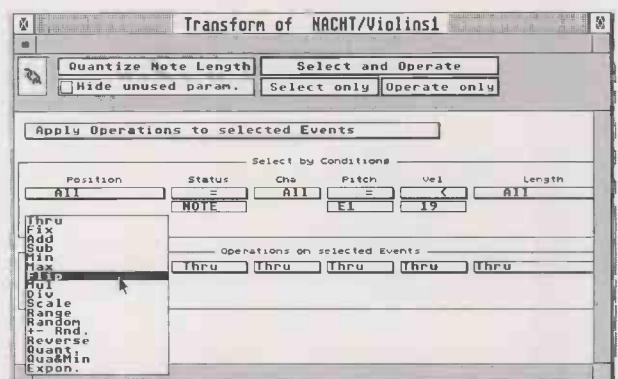 Transform of NACHT/Violins1
Quantize Note Length
Select and Operate
Hide unused param.
Select only
Operate only
Apply Operations to selected Events
Select by Conditions
Position Status Cha Pitch Vel Length
All = All = < All
NOTE E1 19
Operations on selected Events
Thru Thru Thru Thru Thru
Thru
Fix
Add
Sub
Min
Max
Flip
Mul
Div
Scale
Range
Random
+- Rnd.
Reverse
Quant.
Qua&Min
Expon.